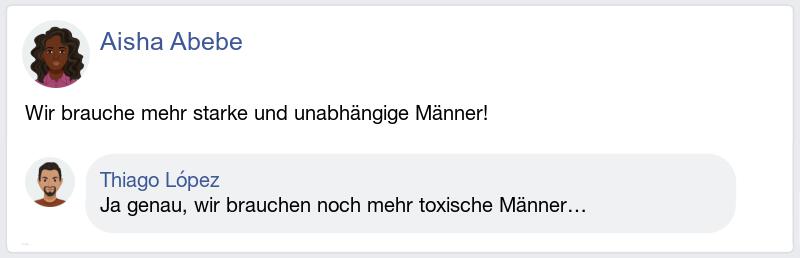 Aisha Abebe
Wir brauche mehr starke und unabhängige Männer!
Thiago López
Ja genau, wir brauchen noch mehr toxische Männer…